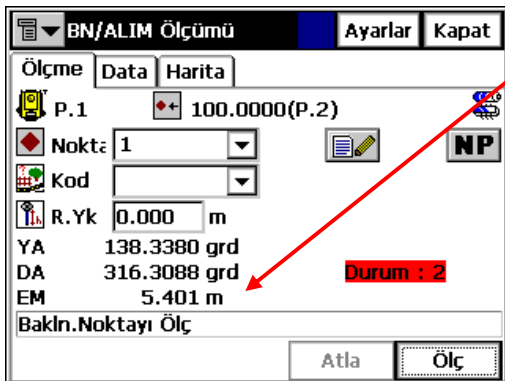 BN/ALIM Ölçümü Ayarlar Kapat
Ölçme Data Harita
P.1 100.0000(P.2)
Nokta 1 NP
Kod
R.Yk 0.000 m
YA 138.3380 grd
DA 316.3088 grd Durum : 2
EM 5.401 m
Bakln.Noktayı Ölç
Atla Ölç